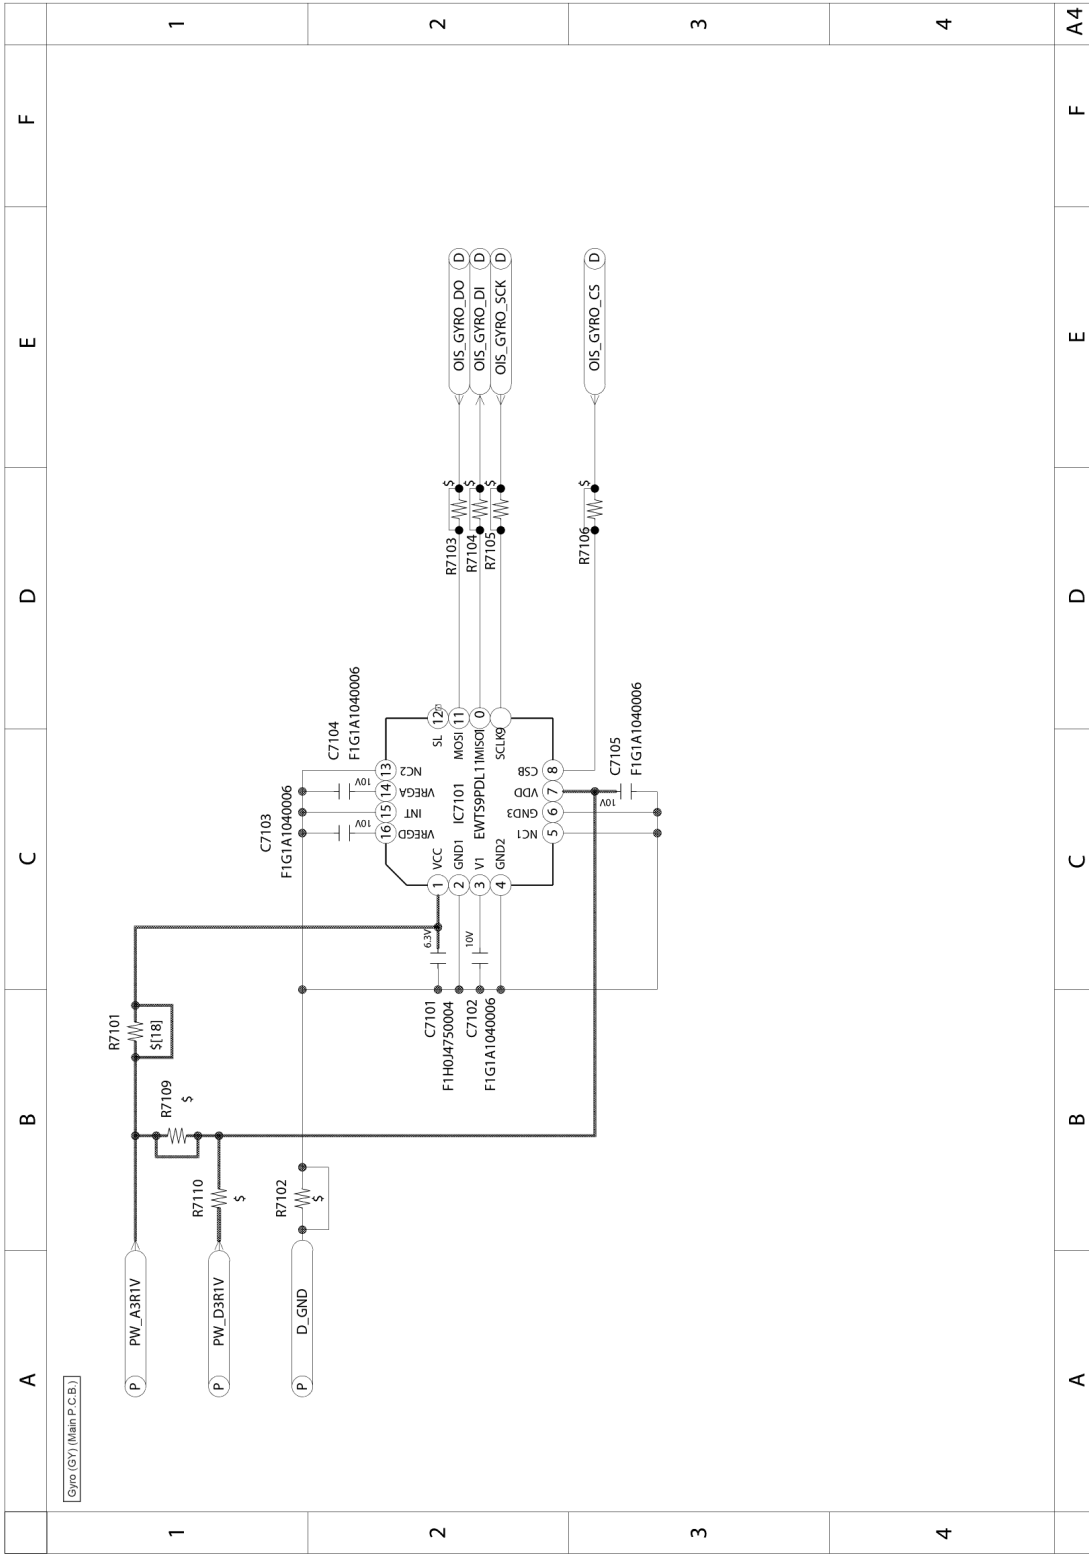 Gyro (GY) (Main P.C.B.)
A
B
C
D
E
F
1
2
3
4
A
B
C
D
E
F
1
2
3
4
A4
P
PW_A3R1V
P
PW_D3R1V
P
D_GND
R7101
$[18]
R7109
$
R7110
$
R7102
$
C7103
F1G1A1040006
10V
C7104
F1G1A1040006
10V
16
15
14
13
VREGD
INT
VREGA
NC2
1
VCC
2
GND1
3
V1
4
GND2
IC7101
EWTS9PDL11
SL
12
MOSI
11
MISO
0
SCLK
9
NC1
GND3
VDD
CSB
5
6
7
8
6.3V
10V
C7101
F1H0J4750004
C7102
F1G1A1040006
10V
C7105
F1G1A1040006
R7103
$
R7104
$
R7105
$
R7106
$
OIS_GYRO_DO
D
OIS_GYRO_DI
D
OIS_GYRO_SCK
D
OIS_GYRO_CS
D